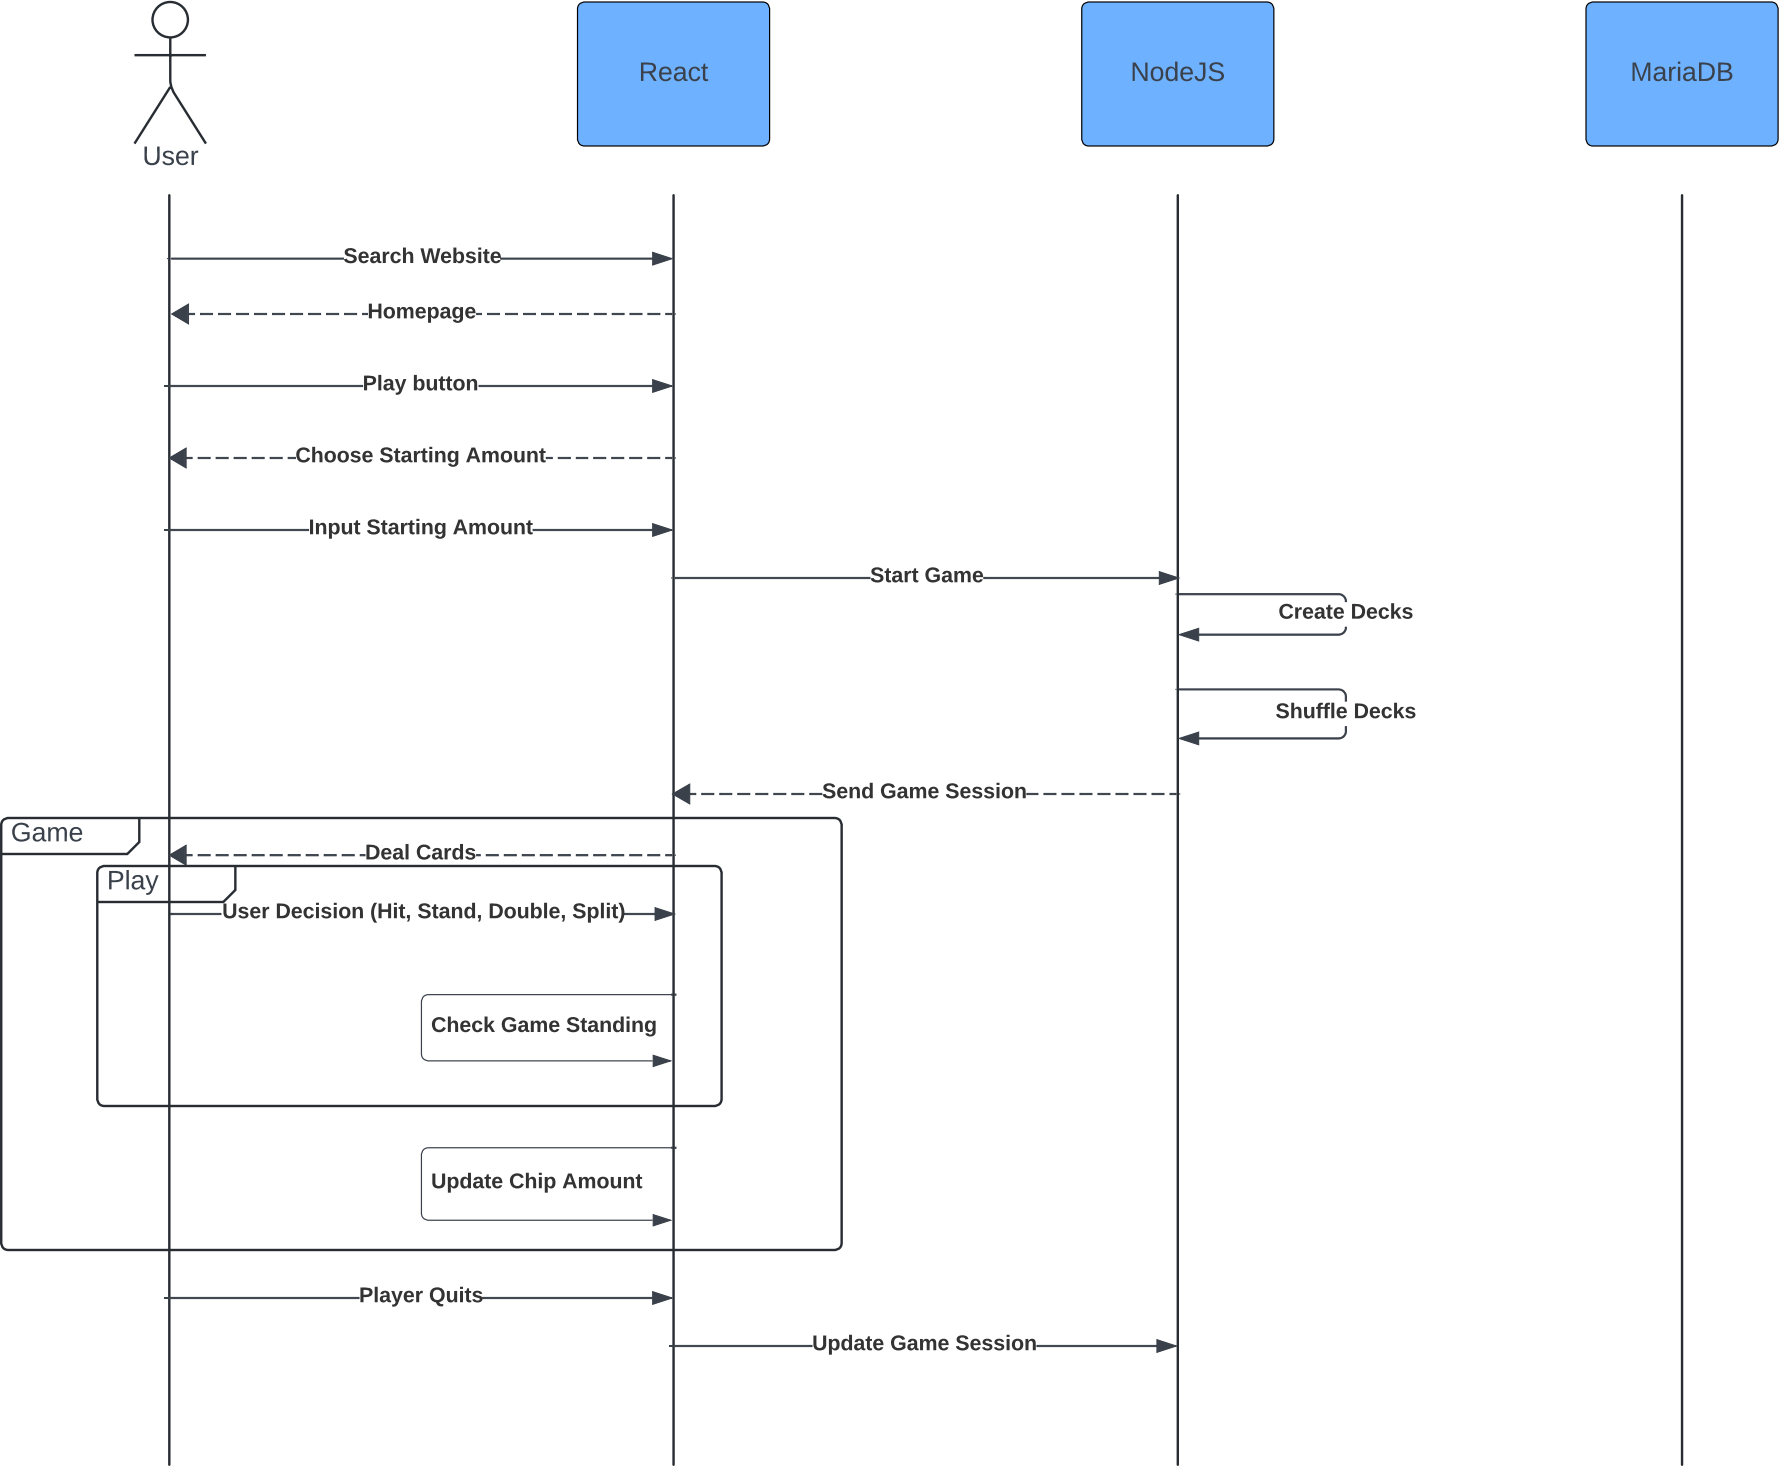 User
React
NodeJS
MariaDB
Search Website
Homepage
Play button
Choose Starting Amount
Input Starting Amount
Start Game
Create Decks
Shuffle Decks
Send Game Session
Game
Deal Cards
Play
User Decision (Hit, Stand, Double, Split)
Check Game Standing
Update Chip Amount
Player Quits
Update Game Session